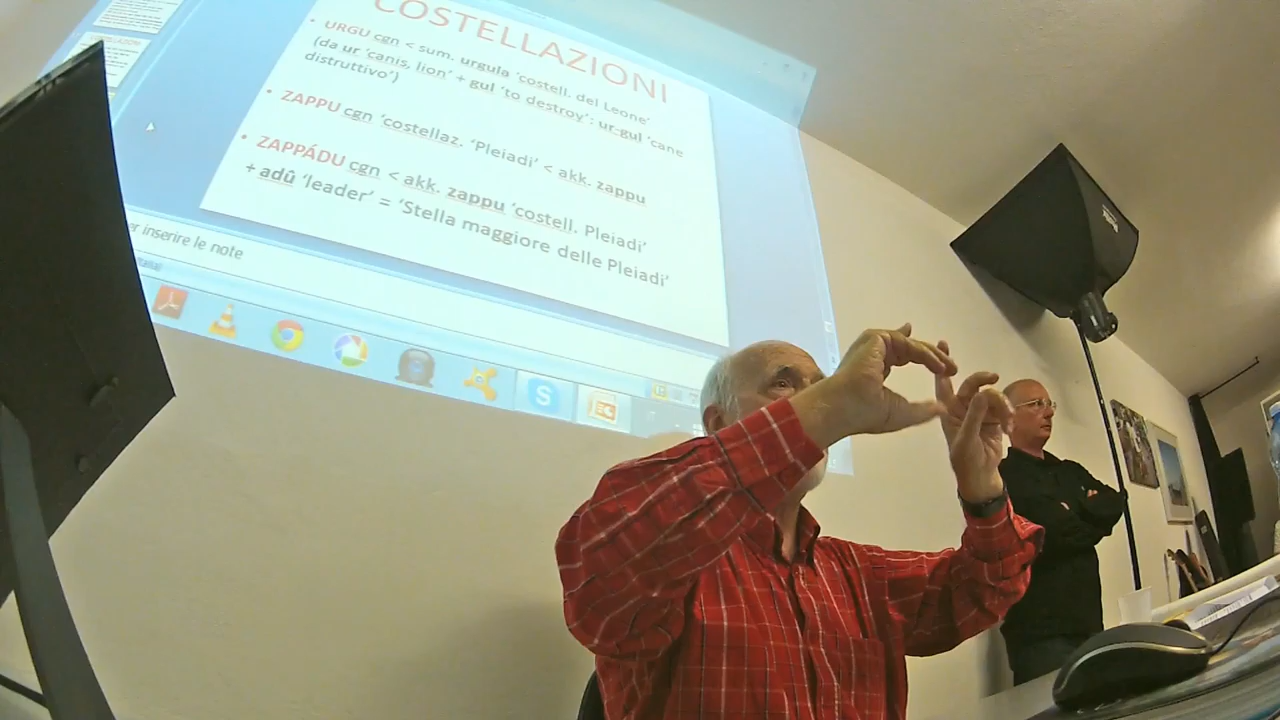 COSTELLAZIONI
• URGU cgn < sum. urgula 'costell. del Leone'
(da ur 'canis, lion' + gul 'to destroy': ur-gul 'cane
distruttivo')
• ZAPPU cgn 'costellaz. 'Pleiadi' < akk. zappu
• ZAPPÁDU cgn < akk. zappu 'costell. Pleiadi'
+ adû 'leader' = 'Stella maggiore delle Pleiadi'
er inserire le note